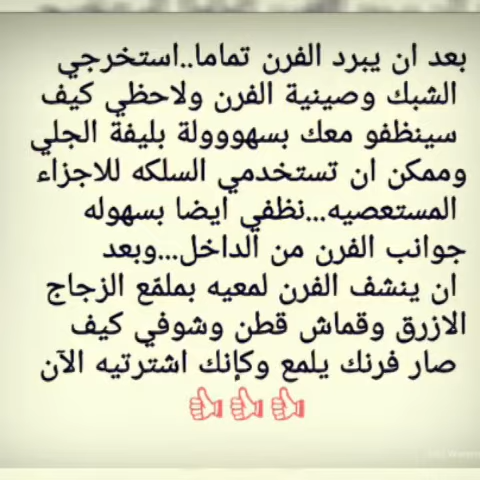 بعد ان يبرد الفرن تماما..استخرجي
الشبك وصينية الفرن ولاحظي كيف
سينظفو معك بسهووولة بليفة الجلي
وممكن ان تستخدمي السلكه للاجزاء
المستعصيه...نظفي ايضا بسهوله
جوانب الفرن من الداخل...وبعد
ان ينشف الفرن لمعيه بملمّع الزجاج
الازرق وقماش قطن وشوفي كيف
صار فرنك يلمع وكإنك اشترتيه الآن
👍👍👍